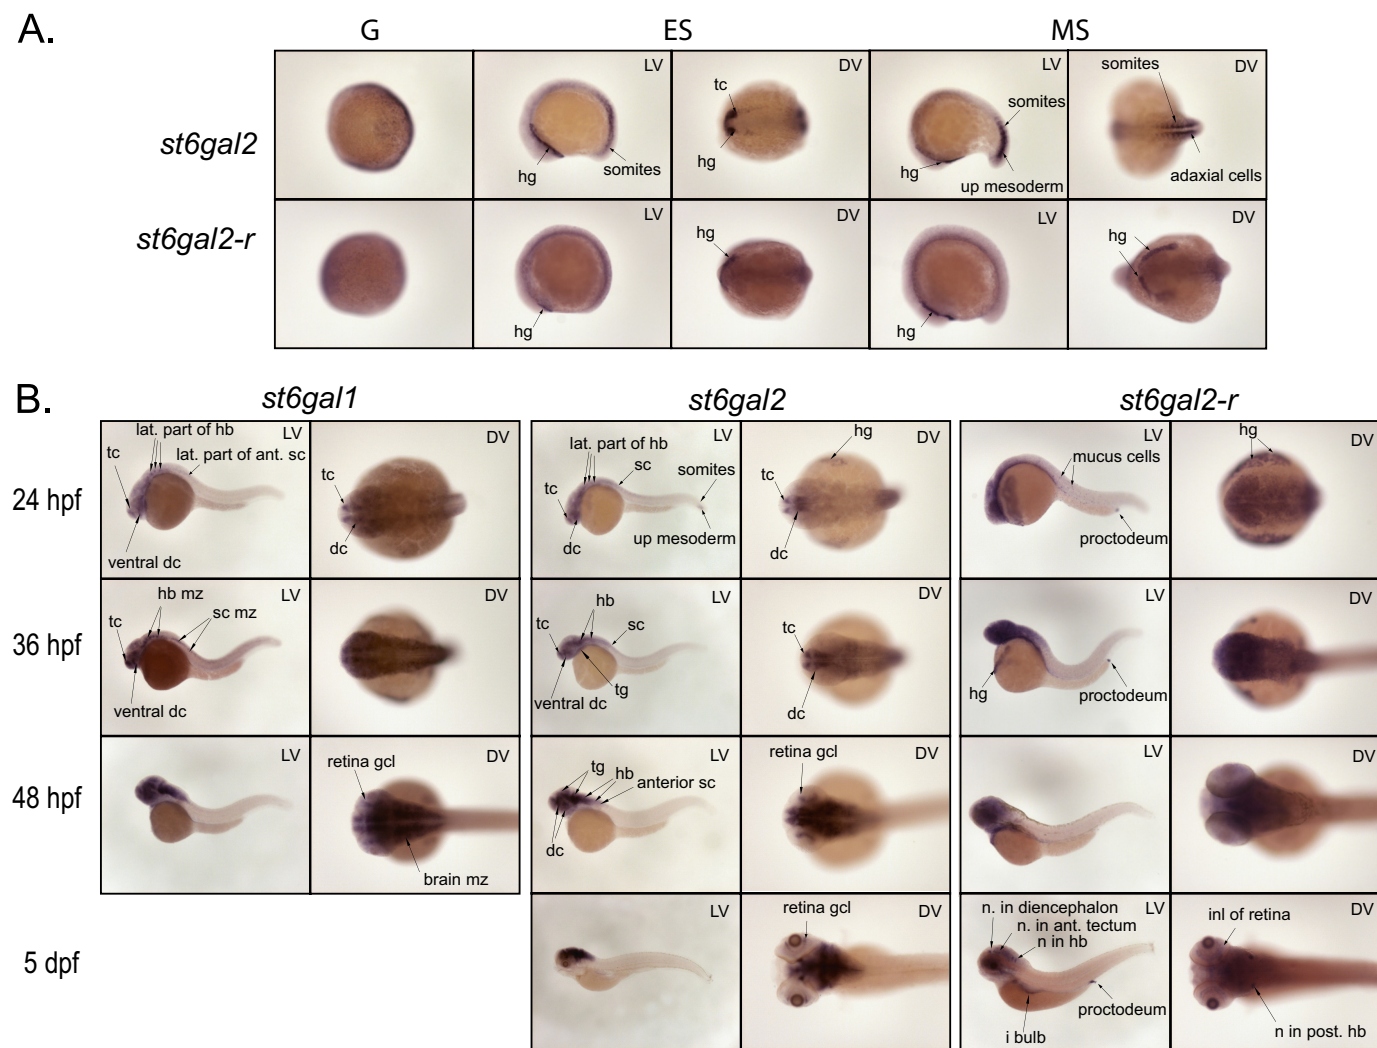 A.
G ES MS
st6gal2
LV
hg
somites
DV
tc
hg
LV
somites
hg
up mesoderm
DV
somites
adaxial cells
st6gal2-r
LV
hg
DV
hg
LV
hg
DV
hg
B.
st6gal1 st6gal2 st6gal2-r
24 hpf
lat. part of hb
LV
tc
lat. part of ant. sc
ventral dc
DV
tc
dc
LV
lat. part of hb
sc
somites
tc
dc
up mesoderm
hg
DV
tc
dc
LV
mucus cells
proctodeum
hg
DV
36 hpf
hb mz
LV
sc mz
tc
ventral dc
DV
LV
hb
tc
sc
tg
ventral dc
DV
tc
dc
LV
hg
proctodeum
DV
48 hpf
LV
DV
retina gcl
brain mz
LV
tg
hb
anterior sc
dc
retina gcl
DV
LV
DV
5 dpf
LV
retina gcl
DV
n. in diencephalon
LV
n. in ant. tectum
n in hb
proctodeum
i bulb
DV
inl of retina
n in post. hb